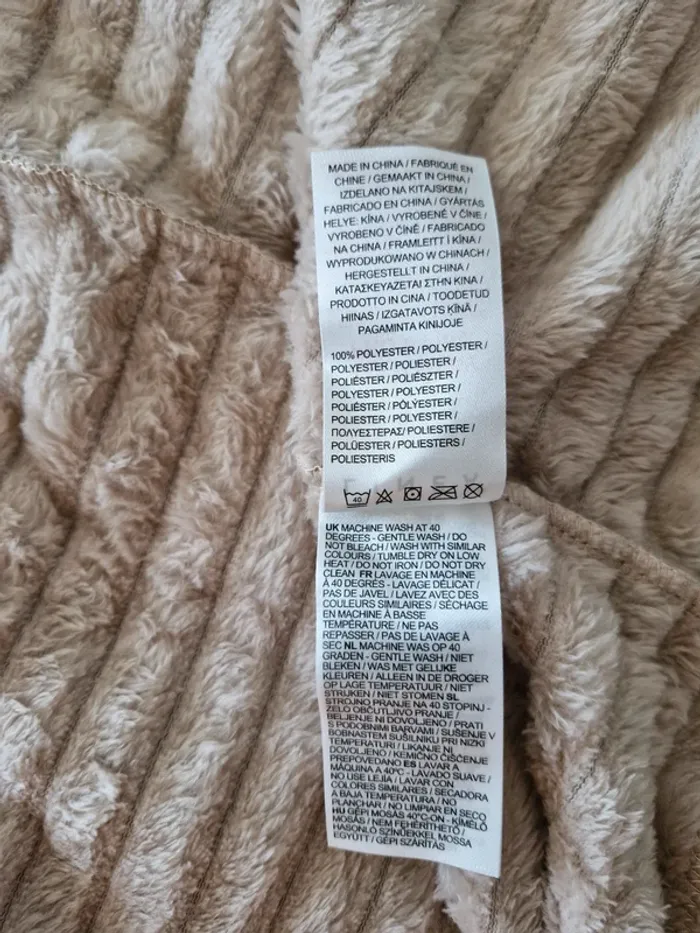 MADE IN CHINA / FABRIQUÉ EN
CHINE / GEMAAKT IN CHINA /
IZDELANO NA KITAJSKEM /
FABRICADO EN CHINA / GYÁRTÁS
HELYE: KÍNA / VYROBENÉ V ČÍNE /
VYROBENO V ČÍNĚ / FABRICADO
NA CHINA / FRAMLEITT Í KÍNA /
WYPRODUKOWANO W CHINACH /
HERGESTELLT IN CHINA /
ΚΑΤΑΣΚΕΥΑΖΕΤΑΙ ΣΤΗΝ ΚΙΝΑ /
PRODOTTO IN CINA / TOODETUD
HIINAS / IZGATAVOTS ĶĪNĀ /
PAGAMINTA KINIJOJE
100% POLYESTER / POLYESTER /
POLYESTER / POLIESTER /
POLIÉSTER / POLIÉSZTER /
POLYESTER / POLYESTER /
POLIÉSTER / PÓLÝESTER /
POLIESTER / POLYESTER /
ΠΟΛΥΕΣΤΕΡΑΣ/ POLIESTERE /
POLÜESTER / POLIESTERS /
POLIESTERIS
40
UK MACHINE WASH AT 40
DEGREES - GENTLE WASH / DO
NOT BLEACH / WASH WITH SIMILAR
COLOURS / TUMBLE DRY ON LOW
HEAT / DO NOT IRON / DO NOT DRY
CLEAN FR LAVAGE EN MACHINE
À 40 DEGRÉS - LAVAGE DÉLICAT /
PAS DE JAVEL / LAVEZ AVEC DES
COULEURS SIMILAIRES / SÉCHAGE
EN MACHINE À BASSE
TEMPÉRATURE / NE PAS
REPASSER / PAS DE LAVAGE À
SEC NL MACHINE WAS OP 40
GRADEN - GENTLE WASH / NIET
BLEKEN / WAS MET GELIJKE
KLEUREN / ALLEEN IN DE DROGER
OP LAGE TEMPERATUUR / NIET
STRIJKEN / NIET STOMEN SL
STROJNO PRANJE NA 40 STOPINJ -
ZELO OBČUTLJIVO PRANJE /
BELJENJE NI DOVOLJENO / PRATI
S PODOBNIMI BARVAMI / SUŠENJE V
BOBNASTEM SUŠILNIKU PRI NIZKI
TEMPERATURI / LIKANJE NI
DOVOLJENO / KEMIČNO ČIŠČENJE
PREPOVEDANO ES LAVAR A
MÁQUINA A 40ºC - LAVADO SUAVE /
NO USE LEJÍA / LAVAR CON
COLORES SIMILARES / SECADORA
A BAJA TEMPERATURA / NO
PLANCHAR / NO LIMPIAR EN SECO
HU GÉPI MOSÁS 40°C-ON - KÍMÉLŐ
MOSÁS / NEM FEHÉRÍTHETŐ /
HASONLÓ SZÍNŰEKKEL MOSSA
EGYÜTT / GÉPI SZÁRÍTÁS